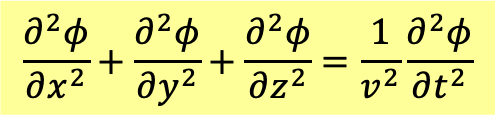 ∂²ϕ/∂x² + ∂²ϕ/∂y² + ∂²ϕ/∂z² = 1/v² ∂²ϕ/∂t²